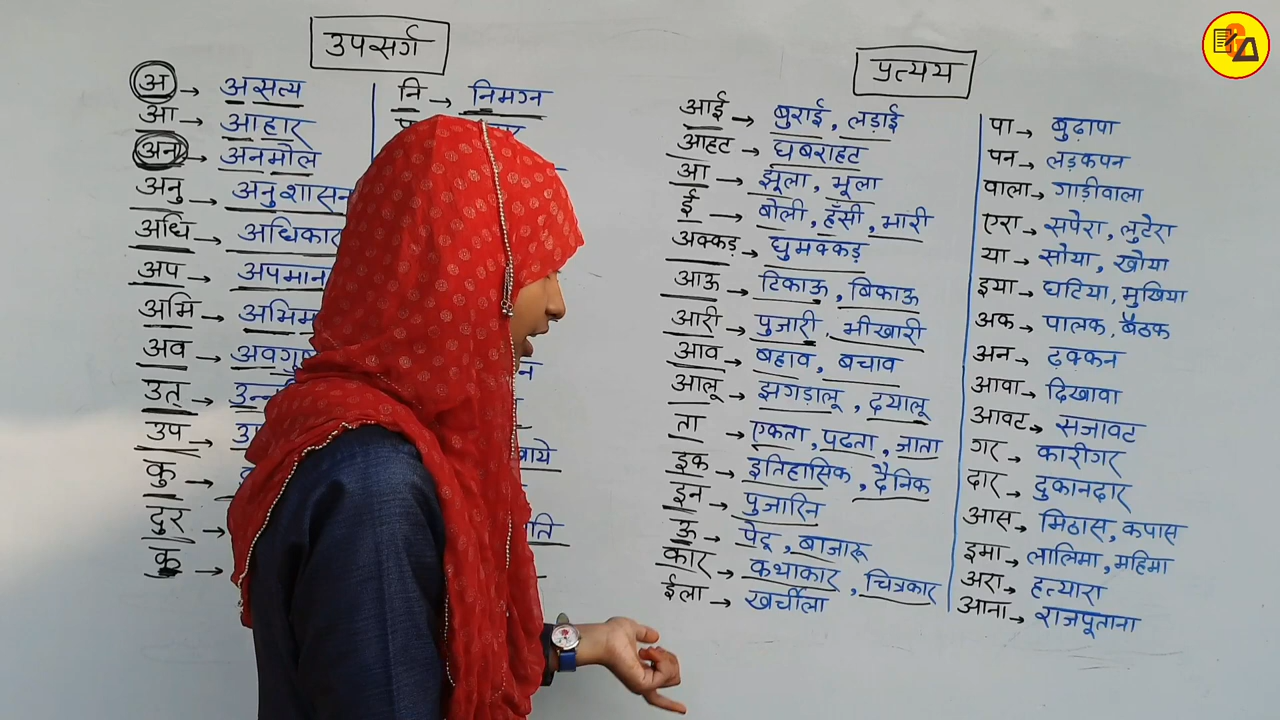 उपसर्ग
अ → असत्य
आ → आहार
अन → अनमोल
अनु → अनुशासन
अधि → अधिकार
अप → अपमान
अभि →
अव →
उत् →
उप →
कु →
दुर →
क →
नि → निमग्न
प्रत्यय
आई → बुराई, लड़ाई
आहट → घबराहट
आ → झूला, भूला
ई → बोली, हँसी, भारी
अक्कड़ → घुमक्कड़
आऊ → टिकाऊ, बिकाऊ
आरी → पुजारी, भीखारी
आव → बहाव, बचाव
आलू → झगड़ालू, दयालू
ता → एकता, पढता, जाता
इक → इतिहासिक, दैनिक
इन → पुजारिन
ऊ → पेटू, बाजारू
कार → कथाकार, चित्रकार
ईला → खर्चीला
पा → बुढ़ापा
पन → लड़कपन
वाला → गाड़ीवाला
एरा → सपेरा, लुटेरा
या → सोया, खोया
इया → घटिया, मुखिया
अक → पालक, बैठक
अन → ढ़क्कन
आवा → दिखावा
आवट → सजावट
गर → कारीगर
दार → दुकानदार
आस → मिठास, कपास
इमा → लालिमा, महिमा
अरा → हत्यारा
आना → राजपूताना